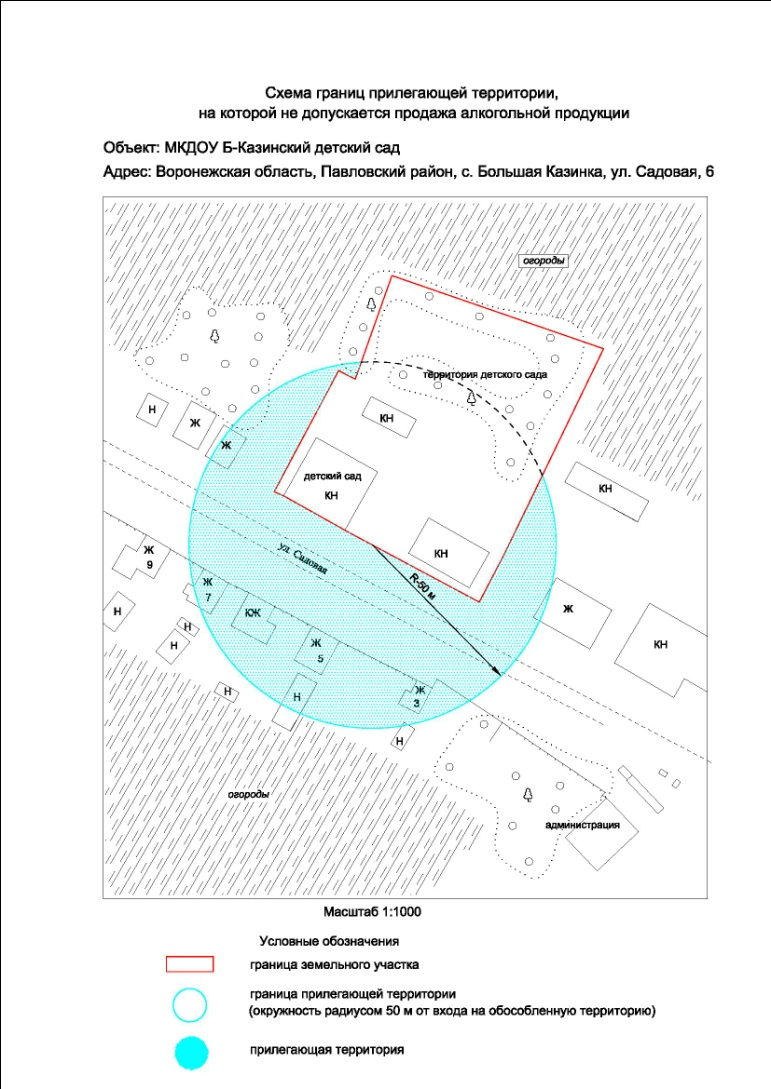 Схема границ прилегающей территории,
на которой не допускается продажа алкогольной продукции
Объект: МКДОУ Б-Казинский детский сад
Адрес: Воронежская область, Павловский район, с. Большая Казинка, ул. Садовая, 6
огороды
территория детского сада
Н
Ж
Ж
КН
детский сад
КН
КН
КН
ул. Садовая
R-50 м
Ж
9
Ж
7
Н
КЖ
Н
Н
Ж
5
Ж
КН
Н
Н
Ж
3
Н
огороды
администрация
Масштаб 1:1000
Условные обозначения
граница земельного участка
граница прилегающей территории
(окружность радиусом 50 м от входа на обособленную территорию)
прилегающая территория